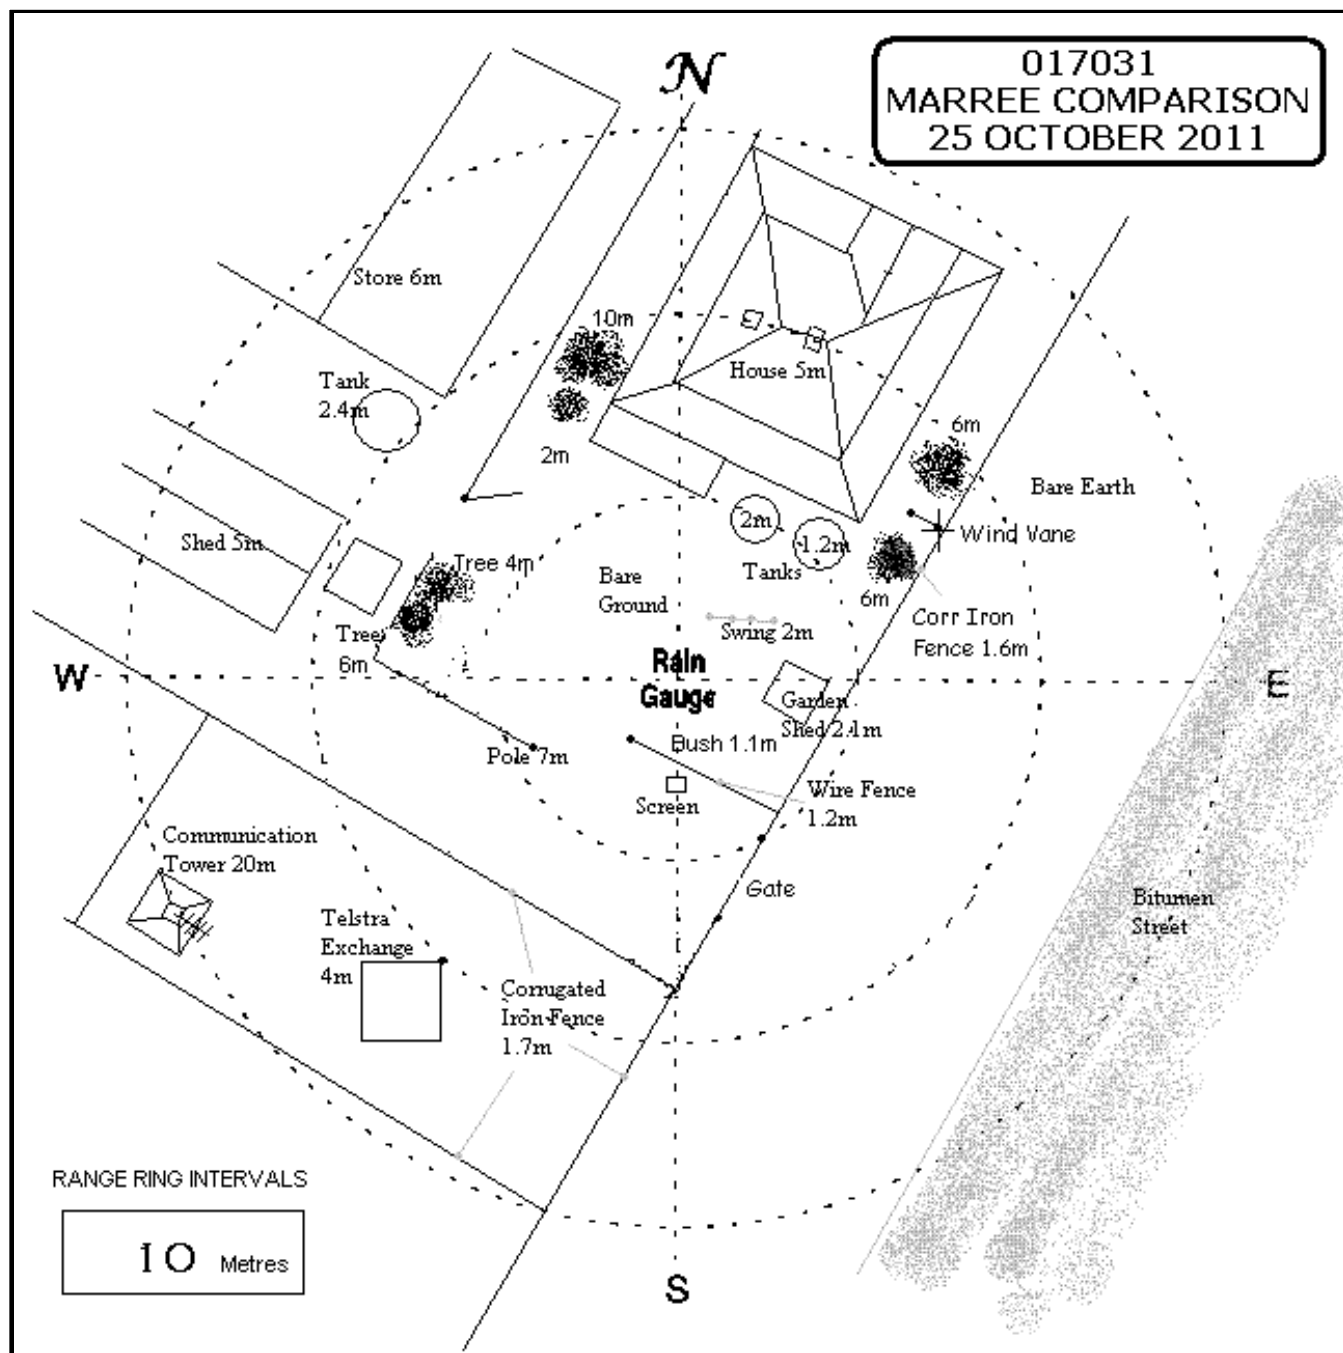 N
017031
MARREE COMPARISON
25 OCTOBER 2011
Store 6m
10m
House 5m
Tank
2.4m
2m
6m
Bare Earth
Shed 5m
2m
1.2m
Wind Vane
Tree 4m
Bare
Ground
Tanks
6m
Corr Iron
Fence 1.6m
Swing 2m
Tree
6m
W
Rain
Gauge
E
Garden
Shed 2.1m
Pole 7m
Bush 1.1m
Screen
Wire Fence
1.2m
Communication
Tower 20m
Gate
Bitumen
Street
Telstra
Exchange
4m
Corrugated
Iron Fence
1.7m
RANGE RING INTERVALS
10 Metres
S